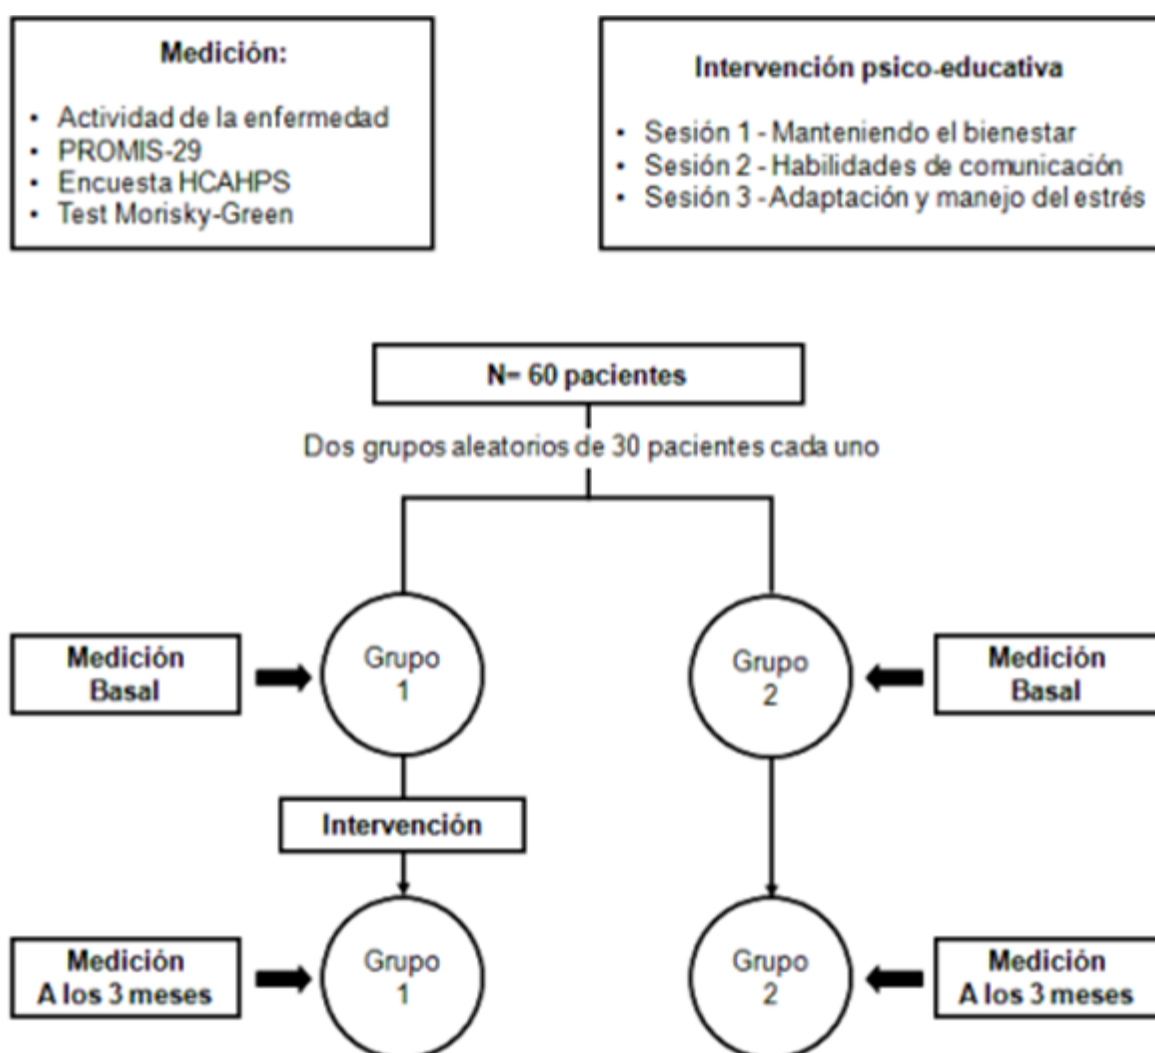 Medición:
• Actividad de la enfermedad
• PROMIS-29
• Encuesta HCAHPS
• Test Morisky-Green
Intervención psico-educativa
• Sesión 1 - Manteniendo el bienestar
• Sesión 2 - Habilidades de comunicación
• Sesión 3 - Adaptación y manejo del estrés
N= 60 pacientes
Dos grupos aleatorios de 30 pacientes cada uno
Medición
Basal
Grupo
1
Grupo
2
Medición
Basal
Intervención
Medición
A los 3 meses
Grupo
1
Grupo
2
Medición
A los 3 meses